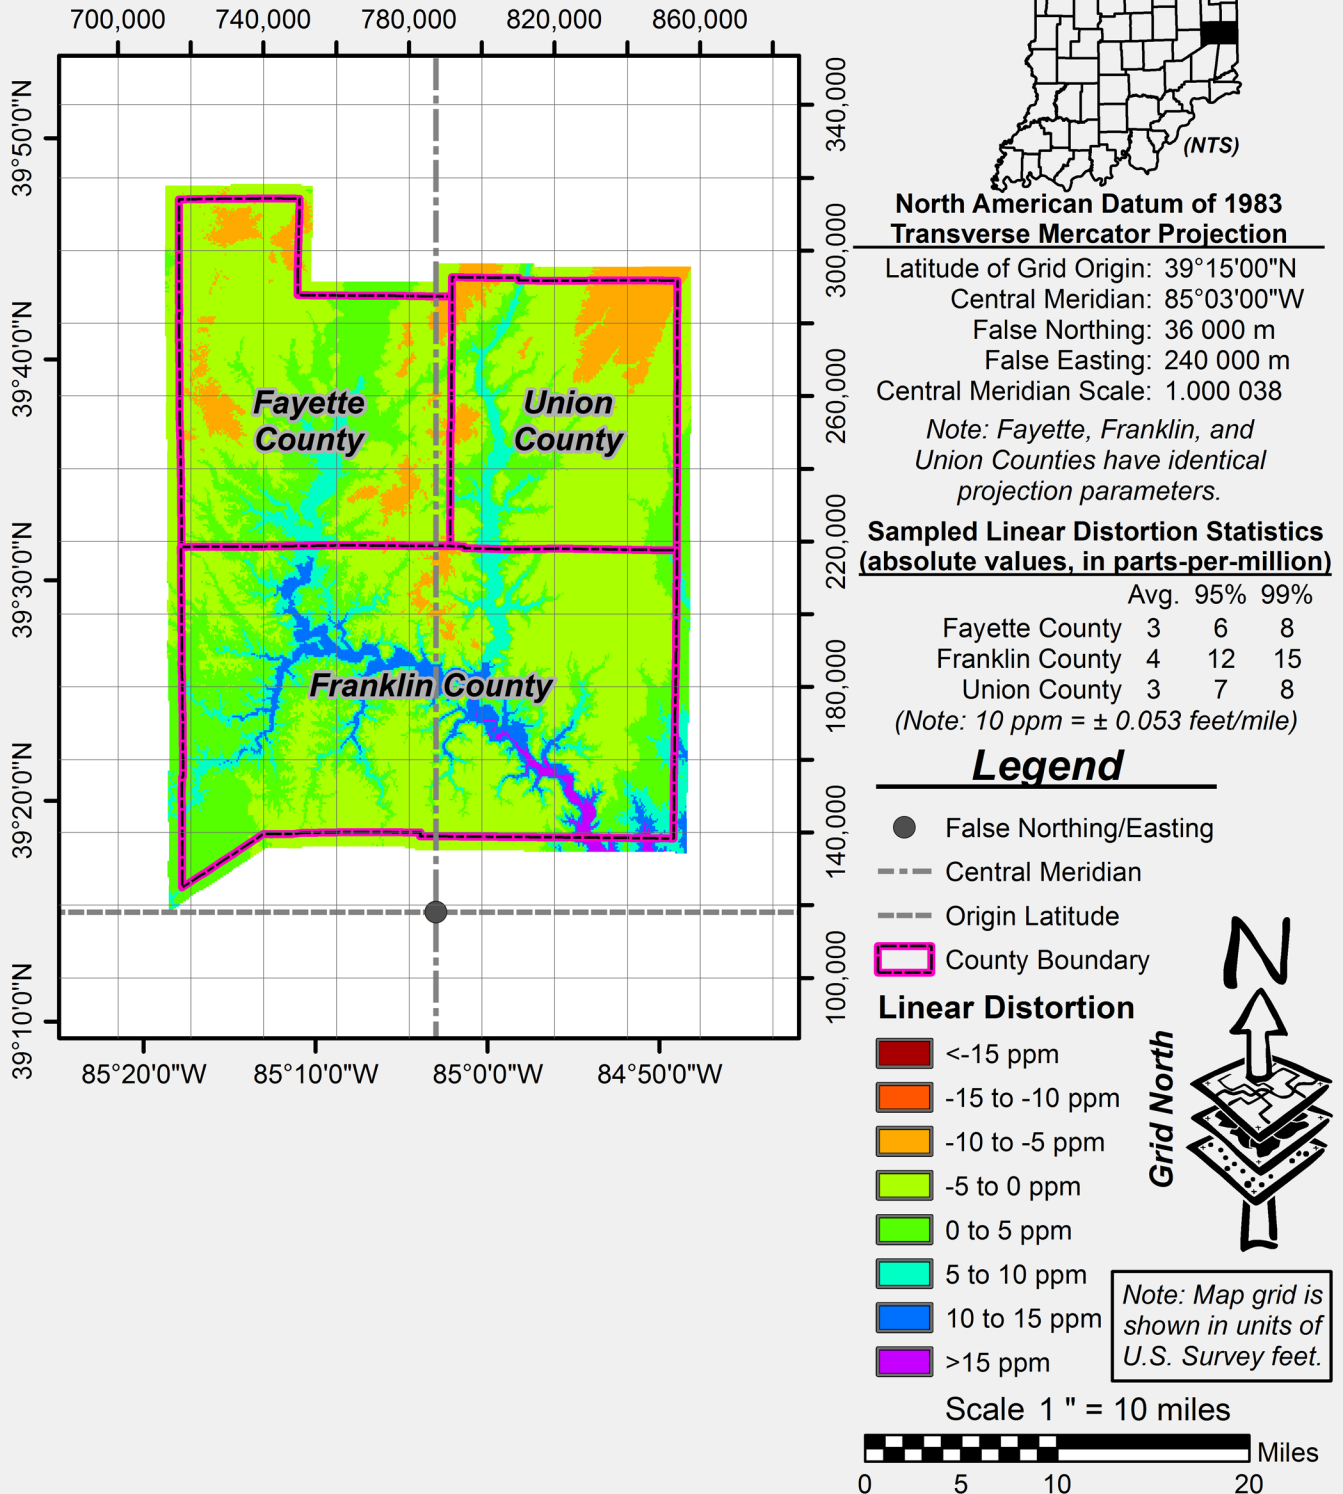 700,000 740,000 780,000 820,000 860,000
39°50'0"N
39°40'0"N
39°30'0"N
39°20'0"N
39°10'0"N
340,000
300,000
260,000
220,000
180,000
140,000
100,000
Fayette
County
Union
County
Franklin County
85°20'0"W 85°10'0"W 85°0'0"W 84°50'0"W
(NTS)
North American Datum of 1983
Transverse Mercator Projection
Latitude of Grid Origin: 39°15'00"N
Central Meridian: 85°03'00"W
False Northing: 36 000 m
False Easting: 240 000 m
Central Meridian Scale: 1.000 038
Note: Fayette, Franklin, and
Union Counties have identical
projection parameters.
Sampled Linear Distortion Statistics
(absolute values, in parts-per-million)
Avg. 95% 99%
Fayette County 3 6 8
Franklin County 4 12 15
Union County 3 7 8
(Note: 10 ppm = ± 0.053 feet/mile)
Legend
False Northing/Easting
Central Meridian
Origin Latitude
County Boundary
Linear Distortion
<-15 ppm
-15 to -10 ppm
-10 to -5 ppm
-5 to 0 ppm
0 to 5 ppm
5 to 10 ppm
10 to 15 ppm
>15 ppm
N
Grid North
Note: Map grid is
shown in units of
U.S. Survey feet.
Scale 1 " = 10 miles
Miles
0 5 10 20